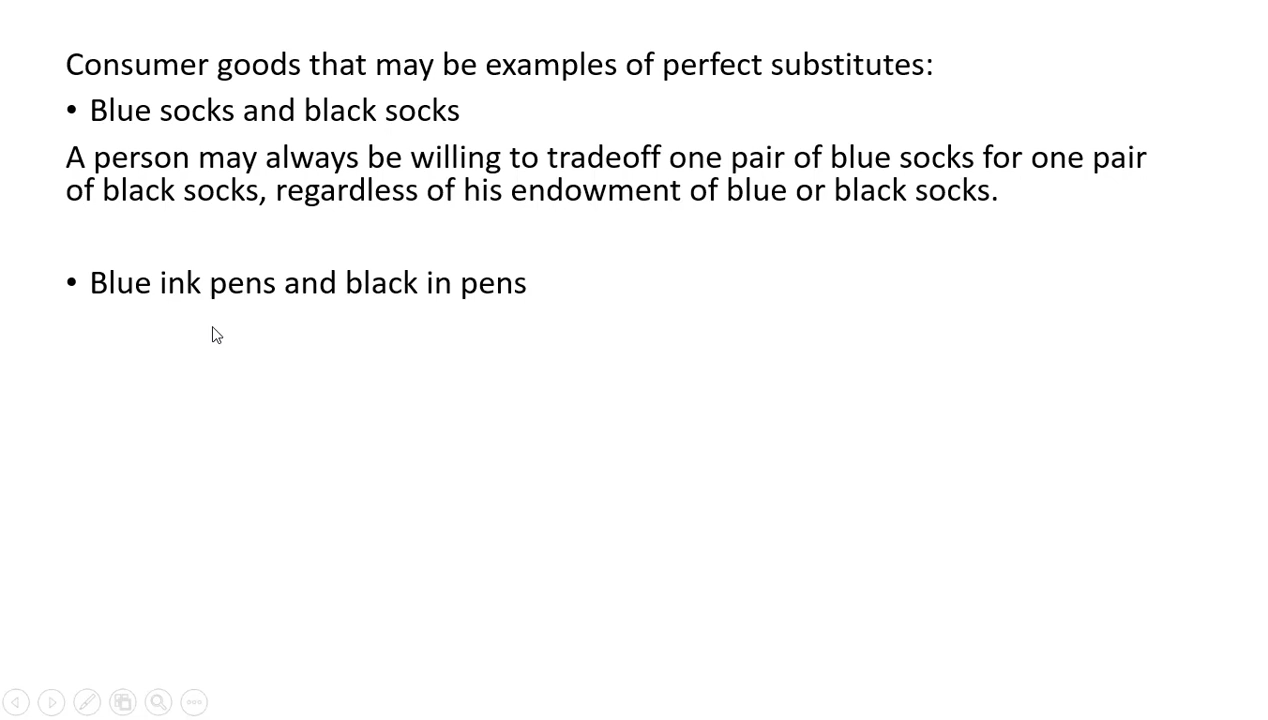 Consumer goods that may be examples of perfect substitutes:
• Blue socks and black socks
A person may always be willing to tradeoff one pair of blue socks for one pair
of black socks, regardless of his endowment of blue or black socks.
• Blue ink pens and black in pens